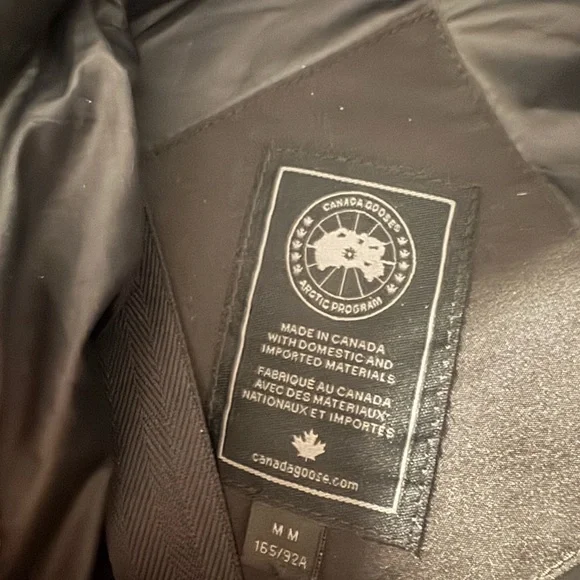 CANADA GOOSE®
ARCTIC PROGRAM
MADE IN CANADA
WITH DOMESTIC AND
IMPORTED MATERIALS
FABRIQUÉ AU CANADA
AVEC DES MATERIAUX
NATIONAUX ET IMPORTÉS
canadagoose.com
M M
165/92A